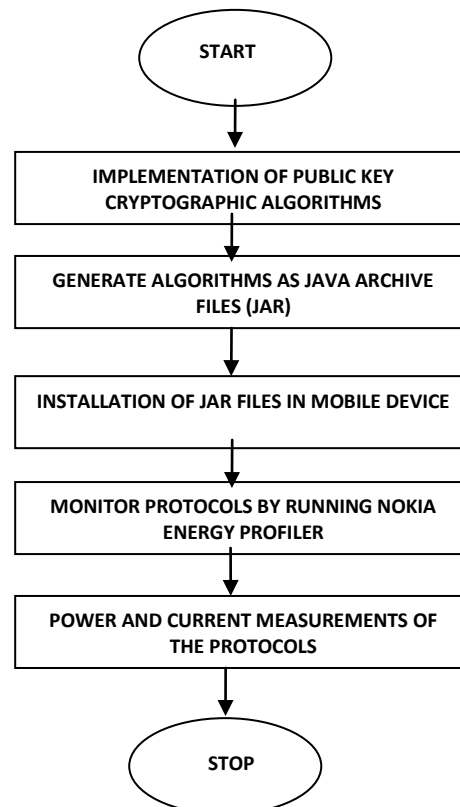 START
IMPLEMENTATION OF PUBLIC KEY
CRYPTOGRAPHIC ALGORITHMS
GENERATE ALGORITHMS AS JAVA ARCHIVE
FILES (JAR)
INSTALLATION OF JAR FILES IN MOBILE DEVICE
MONITOR PROTOCOLS BY RUNNING NOKIA
ENERGY PROFILER
POWER AND CURRENT MEASUREMENTS OF
THE PROTOCOLS
STOP